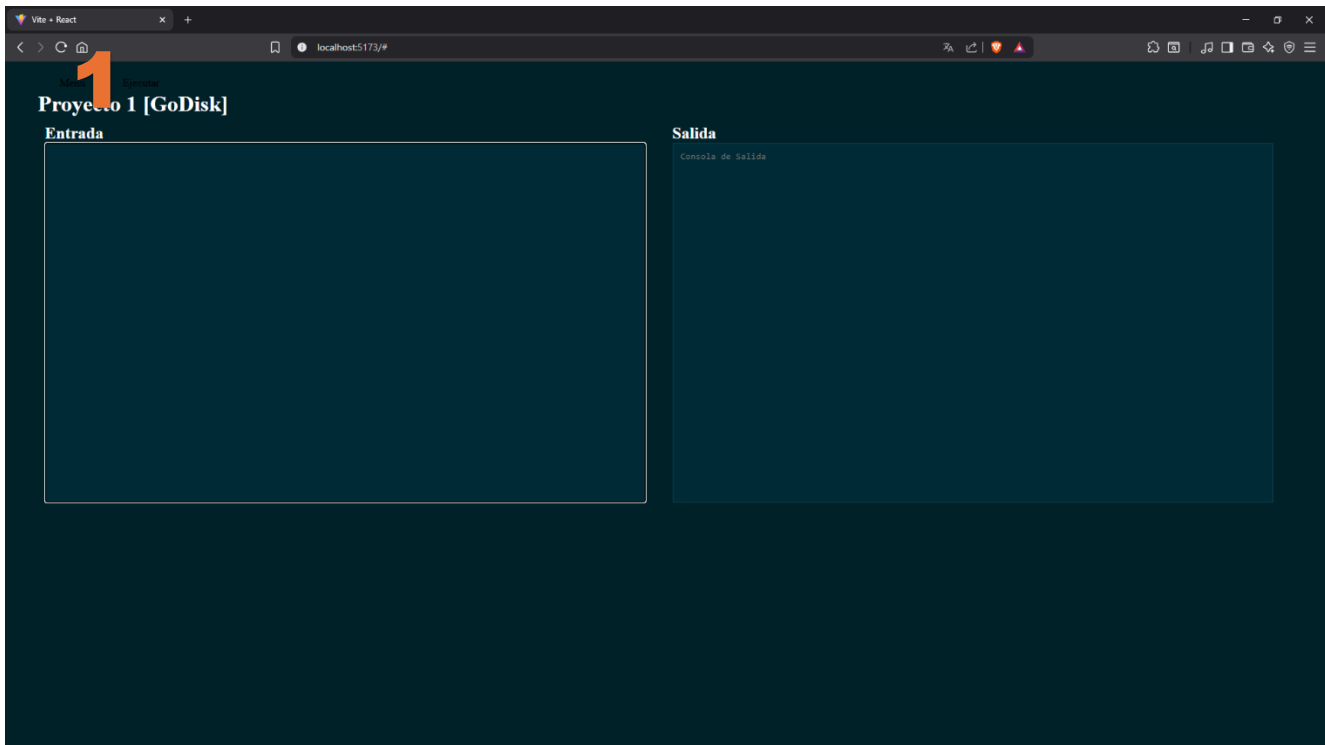 Vite + React
localhost:5173/#
1
Ejecutar
Proyecto 1 [GoDisk]
Entrada
Salida
Consola de Salida